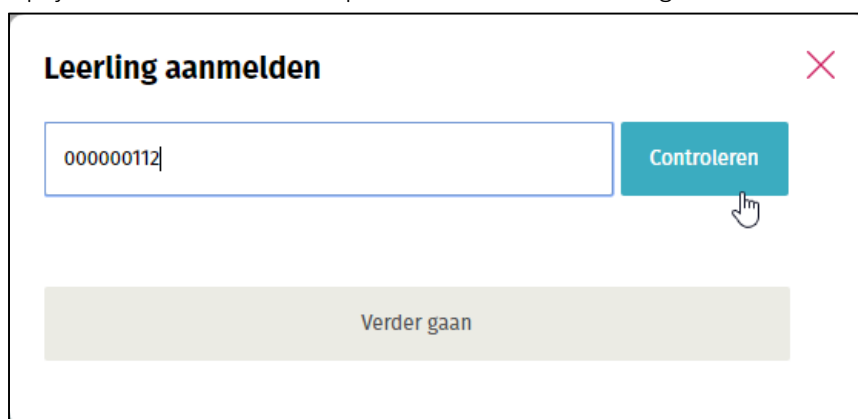 Leerling aanmelden
000000112
Controleren
Verder gaan